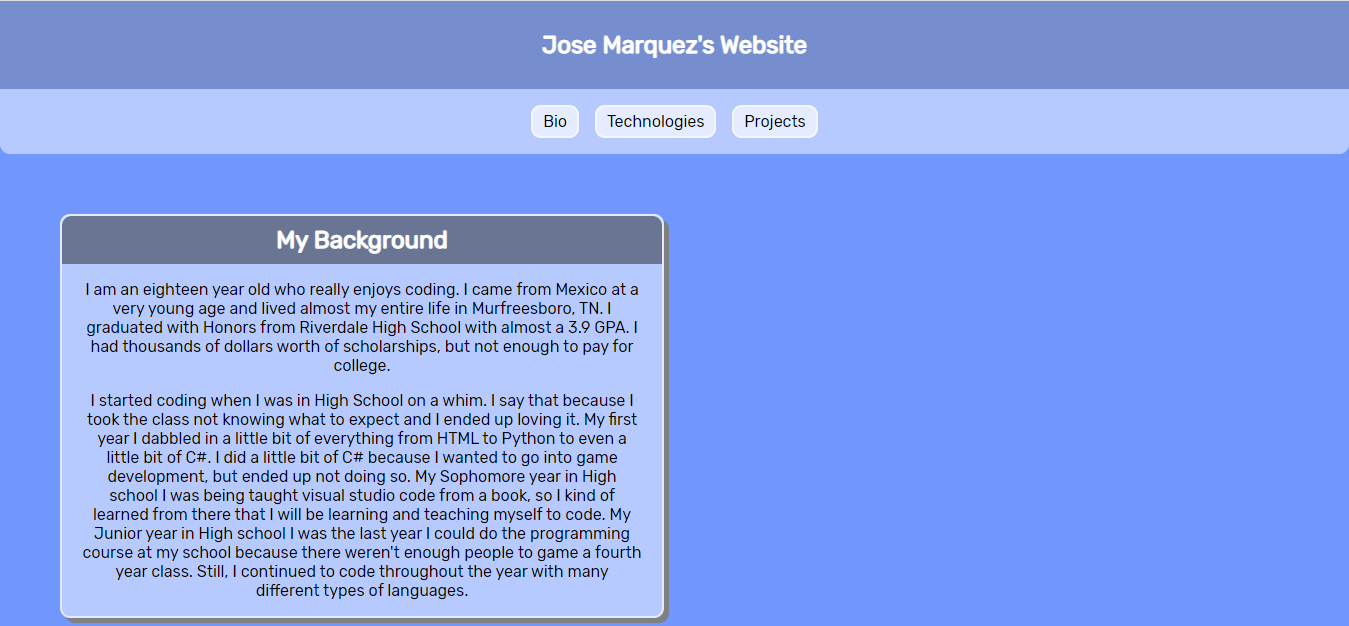 Jose Marquez's Website
Bio Technologies Projects
My Background
I am an eighteen year old who really enjoys coding. I came from Mexico at a
very young age and lived almost my entire life in Murfreesboro, TN. I
graduated with Honors from Riverdale High School with almost a 3.9 GPA. I
had thousands of dollars worth of scholarships, but not enough to pay for
college.
I started coding when I was in High School on a whim. I say that because I
took the class not knowing what to expect and I ended up loving it. My first
year I dabbled in a little bit of everything from HTML to Python to even a
little bit of C#. I did a little bit of C# because I wanted to go into game
development, but ended up not doing so. My Sophomore year in High
school I was being taught visual studio code from a book, so I kind of
learned from there that I will be learning and teaching myself to code. My
Junior year in High school I was the last year I could do the programming
course at my school because there weren't enough people to game a fourth
year class. Still, I continued to code throughout the year with many
different types of languages.